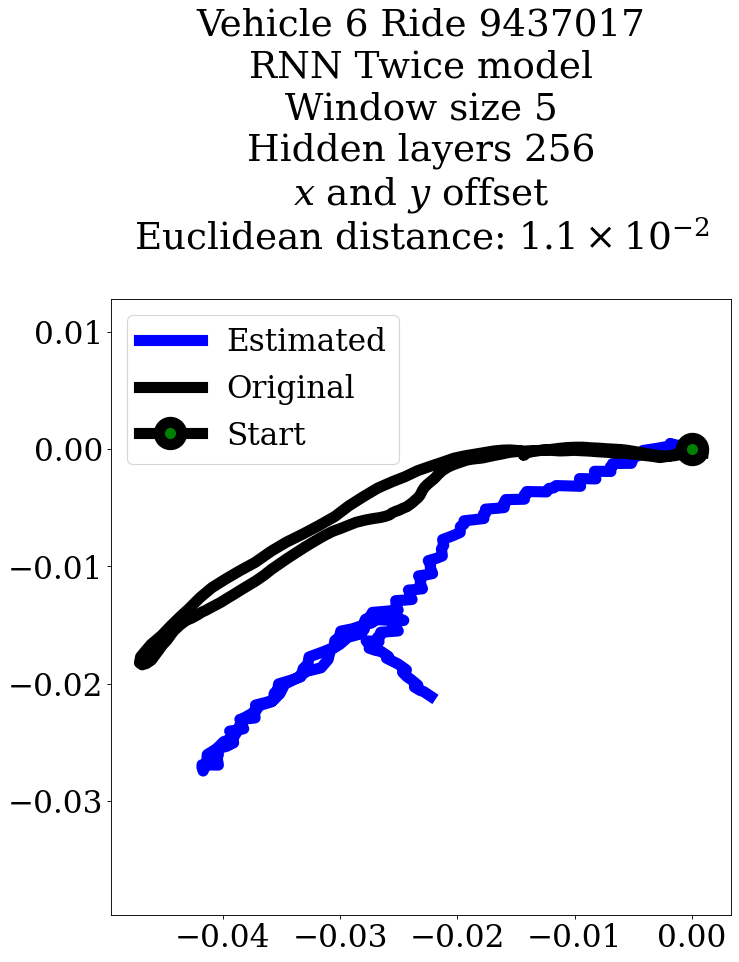 Vehicle 6 Ride 9437017
RNN Twice model
Window size 5
Hidden layers 256
x and y offset
Euclidean distance: 1.1 × 10⁻²
Estimated
Original
Start
0.01
0.00
−0.01
−0.02
−0.03
−0.04 −0.03 −0.02 −0.01 0.00